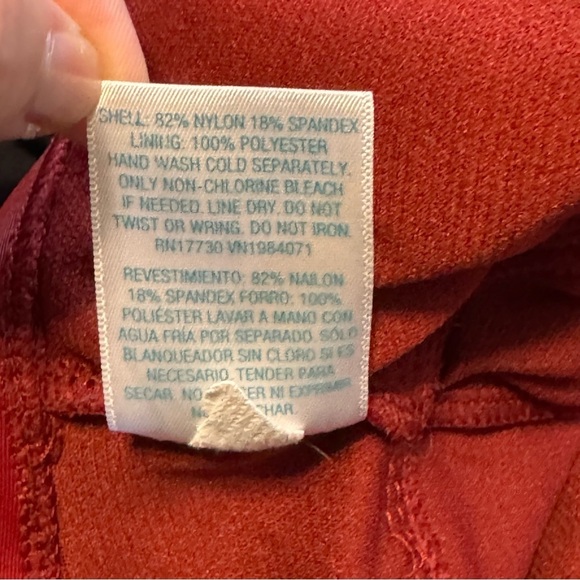 SHELL: 82% NYLON 18% SPANDEX
LINING: 100% POLYESTER
HAND WASH COLD SEPARATELY.
ONLY NON-CHLORINE BLEACH
IF NEEDED. LINE DRY. DO NOT
TWIST OR WRING. DO NOT IRON.
RN17730 VN1984071
REVESTIMIENTO: 82% NAILON
18% SPANDEX FORRO: 100%
POLIÉSTER LAVAR A MANO CON
AGUA FRÍA POR SEPARADO. SÓLO
BLANQUEADOR SIN CLORO SI ES
NECESARIO. TENDER PARA
SECAR. NI EXPRIMIR